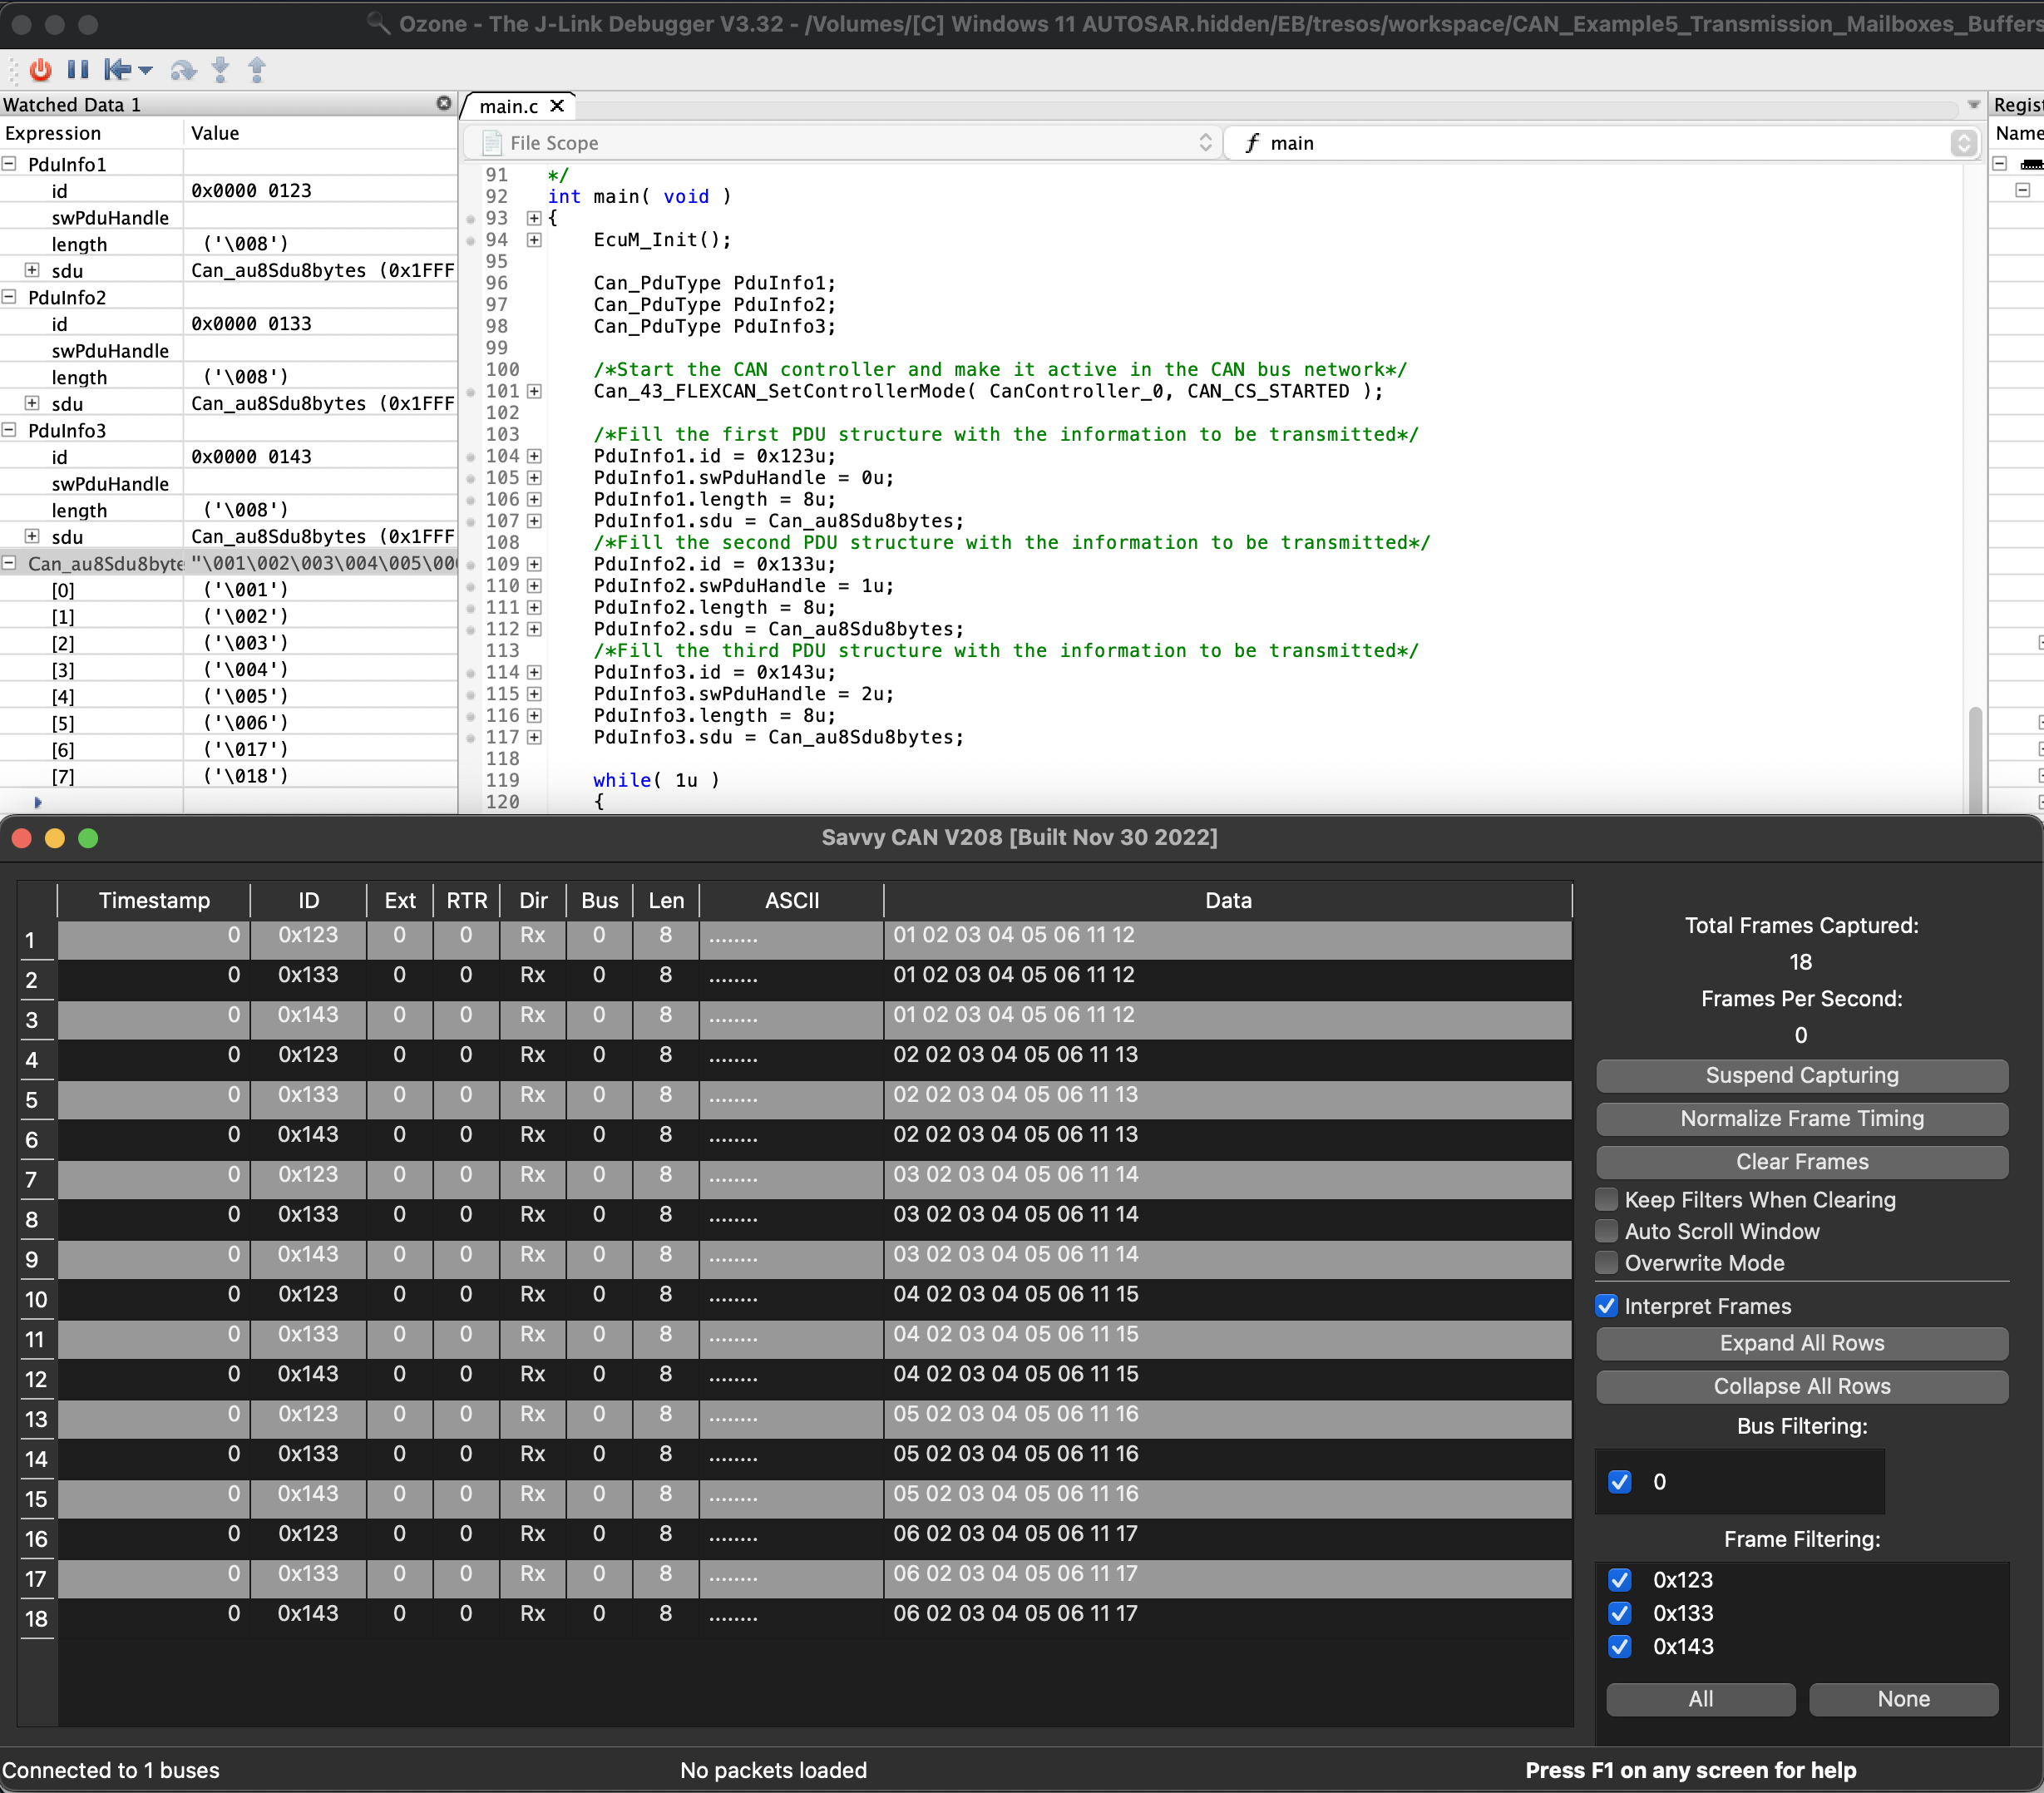 Ozone - The J-Link Debugger V3.32 - /Volumes/[C] Windows 11 AUTOSAR.hidden/EB/tresos/workspace/CAN_Example5_Transmission_Mailboxes_Buffers
Watched Data 1
Expression Value
PduInfo1
id 0x0000 0123
swPduHandle
length ('\008')
sdu Can_au8Sdu8bytes (0x1FFF
PduInfo2
id 0x0000 0133
swPduHandle
length ('\008')
sdu Can_au8Sdu8bytes (0x1FFF
PduInfo3
id 0x0000 0143
swPduHandle
length ('\008')
sdu Can_au8Sdu8bytes (0x1FFF
Can_au8Sdu8byte "\001\002\003\004\005\00
[0] ('\001')
[1] ('\002')
[2] ('\003')
[3] ('\004')
[4] ('\005')
[5] ('\006')
[6] ('\017')
[7] ('\018')
main.c
File Scope
f main
91 */
92 int main( void )
93 {
94 EcuM_Init();
95
96 Can_PduType PduInfo1;
97 Can_PduType PduInfo2;
98 Can_PduType PduInfo3;
99
100 /*Start the CAN controller and make it active in the CAN bus network*/
101 Can_43_FLEXCAN_SetControllerMode( CanController_0, CAN_CS_STARTED );
102
103 /*Fill the first PDU structure with the information to be transmitted*/
104 PduInfo1.id = 0x123u;
105 PduInfo1.swPduHandle = 0u;
106 PduInfo1.length = 8u;
107 PduInfo1.sdu = Can_au8Sdu8bytes;
108 /*Fill the second PDU structure with the information to be transmitted*/
109 PduInfo2.id = 0x133u;
110 PduInfo2.swPduHandle = 1u;
111 PduInfo2.length = 8u;
112 PduInfo2.sdu = Can_au8Sdu8bytes;
113 /*Fill the third PDU structure with the information to be transmitted*/
114 PduInfo3.id = 0x143u;
115 PduInfo3.swPduHandle = 2u;
116 PduInfo3.length = 8u;
117 PduInfo3.sdu = Can_au8Sdu8bytes;
118
119 while( 1u )
120 {
Regist
Name
Savvy CAN V208 [Built Nov 30 2022]
Timestamp ID Ext RTR Dir Bus Len ASCII Data
1 0 0x123 0 0 Rx 0 8 ........ 01 02 03 04 05 06 11 12
2 0 0x133 0 0 Rx 0 8 ........ 01 02 03 04 05 06 11 12
3 0 0x143 0 0 Rx 0 8 ........ 01 02 03 04 05 06 11 12
4 0 0x123 0 0 Rx 0 8 ........ 02 02 03 04 05 06 11 13
5 0 0x133 0 0 Rx 0 8 ........ 02 02 03 04 05 06 11 13
6 0 0x143 0 0 Rx 0 8 ........ 02 02 03 04 05 06 11 13
7 0 0x123 0 0 Rx 0 8 ........ 03 02 03 04 05 06 11 14
8 0 0x133 0 0 Rx 0 8 ........ 03 02 03 04 05 06 11 14
9 0 0x143 0 0 Rx 0 8 ........ 03 02 03 04 05 06 11 14
10 0 0x123 0 0 Rx 0 8 ........ 04 02 03 04 05 06 11 15
11 0 0x133 0 0 Rx 0 8 ........ 04 02 03 04 05 06 11 15
12 0 0x143 0 0 Rx 0 8 ........ 04 02 03 04 05 06 11 15
13 0 0x123 0 0 Rx 0 8 ........ 05 02 03 04 05 06 11 16
14 0 0x133 0 0 Rx 0 8 ........ 05 02 03 04 05 06 11 16
15 0 0x143 0 0 Rx 0 8 ........ 05 02 03 04 05 06 11 16
16 0 0x123 0 0 Rx 0 8 ........ 06 02 03 04 05 06 11 17
17 0 0x133 0 0 Rx 0 8 ........ 06 02 03 04 05 06 11 17
18 0 0x143 0 0 Rx 0 8 ........ 06 02 03 04 05 06 11 17
Total Frames Captured:
18
Frames Per Second:
0
Suspend Capturing
Normalize Frame Timing
Clear Frames
Keep Filters When Clearing
Auto Scroll Window
Overwrite Mode
Interpret Frames
Expand All Rows
Collapse All Rows
Bus Filtering:
0
Frame Filtering:
0x123
0x133
0x143
All None
Connected to 1 buses
No packets loaded
Press F1 on any screen for help